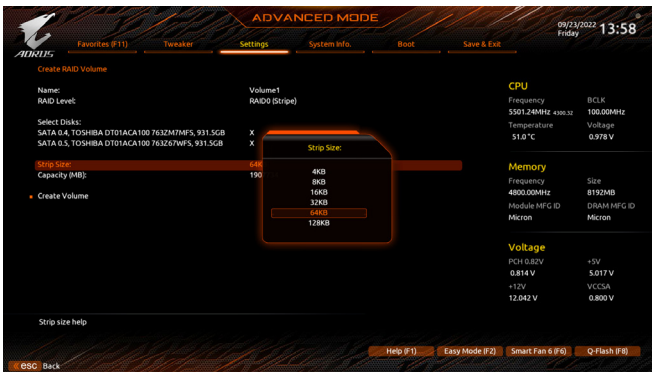 ADVANCED MODE
09/23/2022 Friday 13:58
AORUS
Favorites (F11) Tweaker Settings System Info. Boot Save & Exit
Create RAID Volume
Name: Volume1
RAID Level: RAID0 (Stripe)
Select Disks:
SATA 0.4, TOSHIBA DT01ACA100 763ZM7MFS, 931.5GB X
SATA 0.5, TOSHIBA DT01ACA100 763Z67WFS, 931.5GB X
Strip Size: 64K
Capacity (MB): 190
Create Volume
Strip Size:
4KB
8KB
16KB
32KB
64KB
128KB
CPU
Frequency BCLK
5501.24MHz 4300.32 100.00MHz
Temperature Voltage
51.0 °C 0.978 V
Memory
Frequency Size
4800.00MHz 8192MB
Module MFG ID DRAM MFG ID
Micron Micron
Voltage
PCH 0.82V +5V
0.814 V 5.017 V
+12V VCCSA
12.042 V 0.800 V
Strip size help
Help (F1) Easy Mode (F2) Smart Fan 6 (F6) Q-Flash (F8)
esc Back